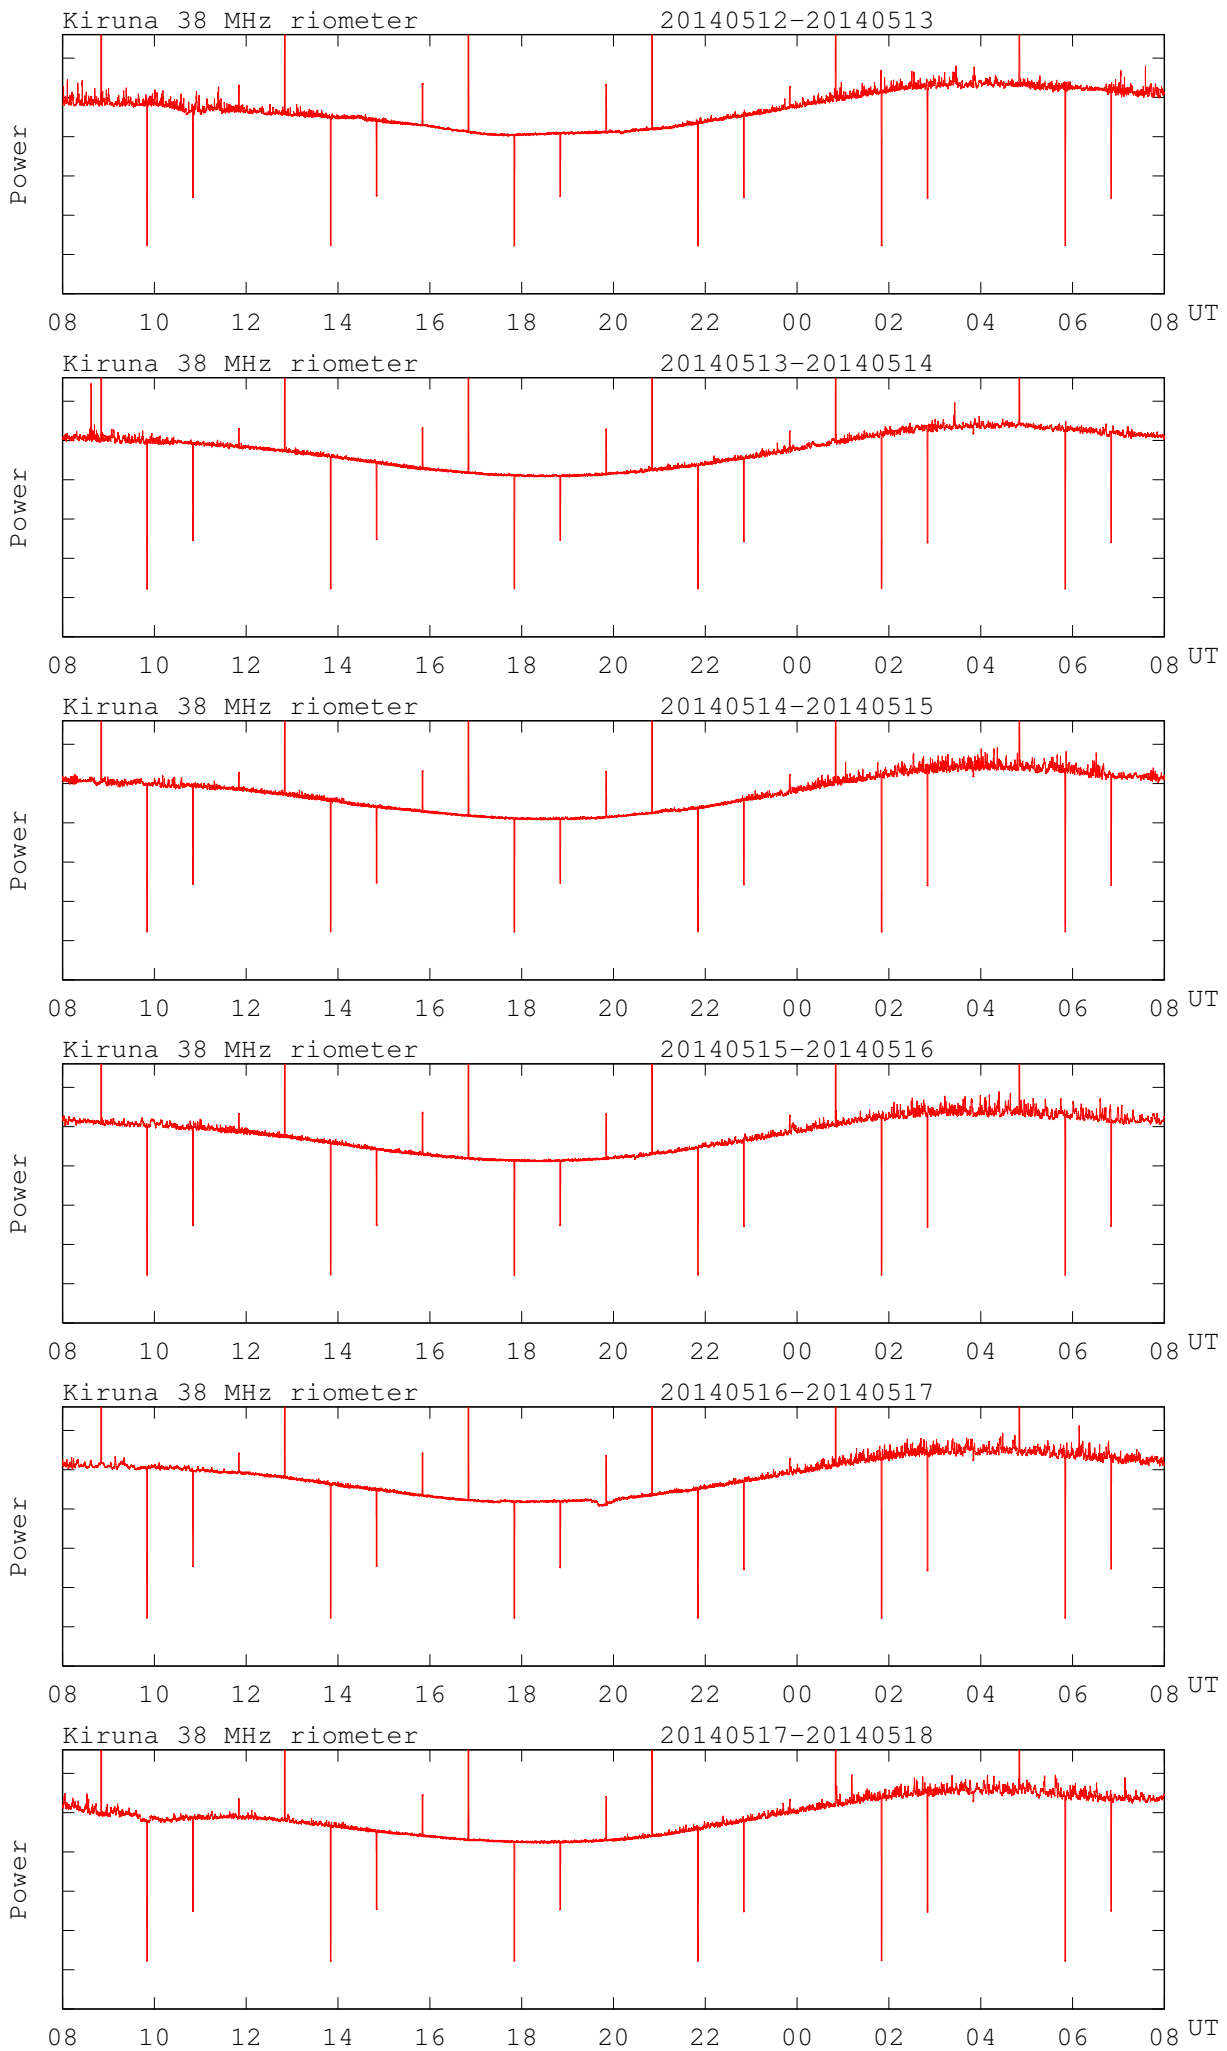 Kiruna 38 MHz riometer 20140512-20140513
Power
08 10 12 14 16 18 20 22 00 02 04 06 08 UT
Kiruna 38 MHz riometer 20140513-20140514
Power
08 10 12 14 16 18 20 22 00 02 04 06 08 UT
Kiruna 38 MHz riometer 20140514-20140515
Power
08 10 12 14 16 18 20 22 00 02 04 06 08 UT
Kiruna 38 MHz riometer 20140515-20140516
Power
08 10 12 14 16 18 20 22 00 02 04 06 08 UT
Kiruna 38 MHz riometer 20140516-20140517
Power
08 10 12 14 16 18 20 22 00 02 04 06 08 UT
Kiruna 38 MHz riometer 20140517-20140518
Power
08 10 12 14 16 18 20 22 00 02 04 06 08 UT